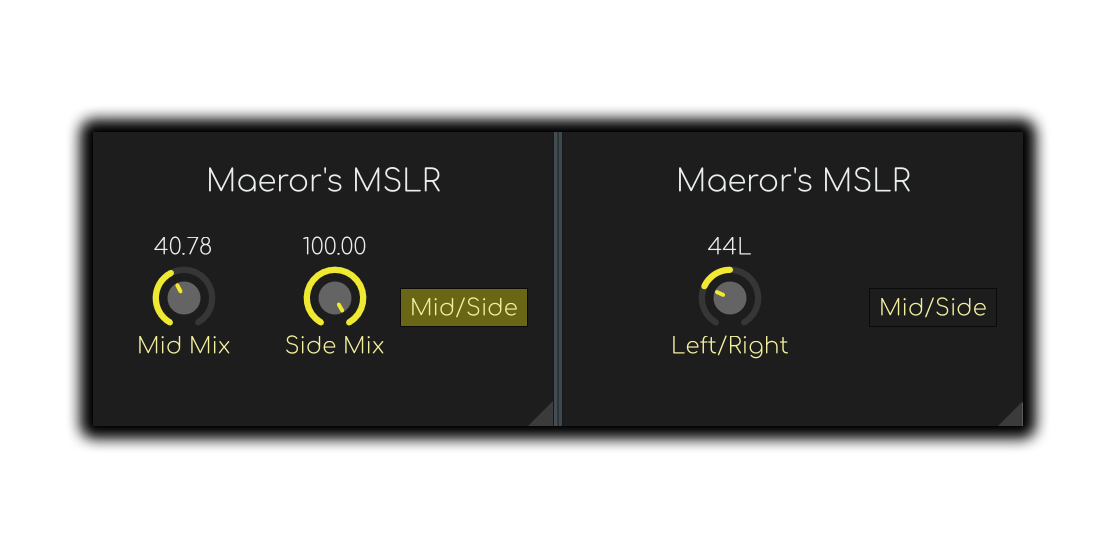 Maeror's MSLR
40.78
100.00
Mid/Side
Mid Mix
Side Mix
Maeror's MSLR
44L
Mid/Side
Left/Right